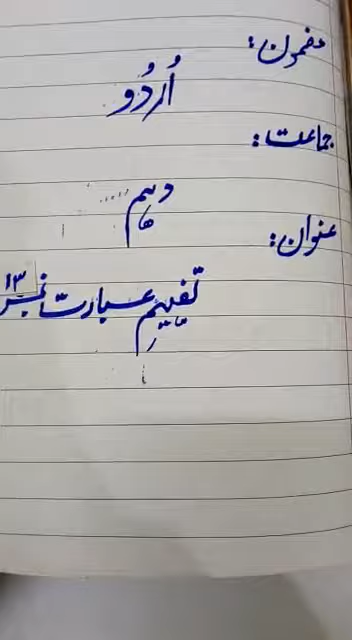 مضمون:
اُردُو
جماعت:
دہم
عنوان:
تفہیم عبارت نمبر ۱۳